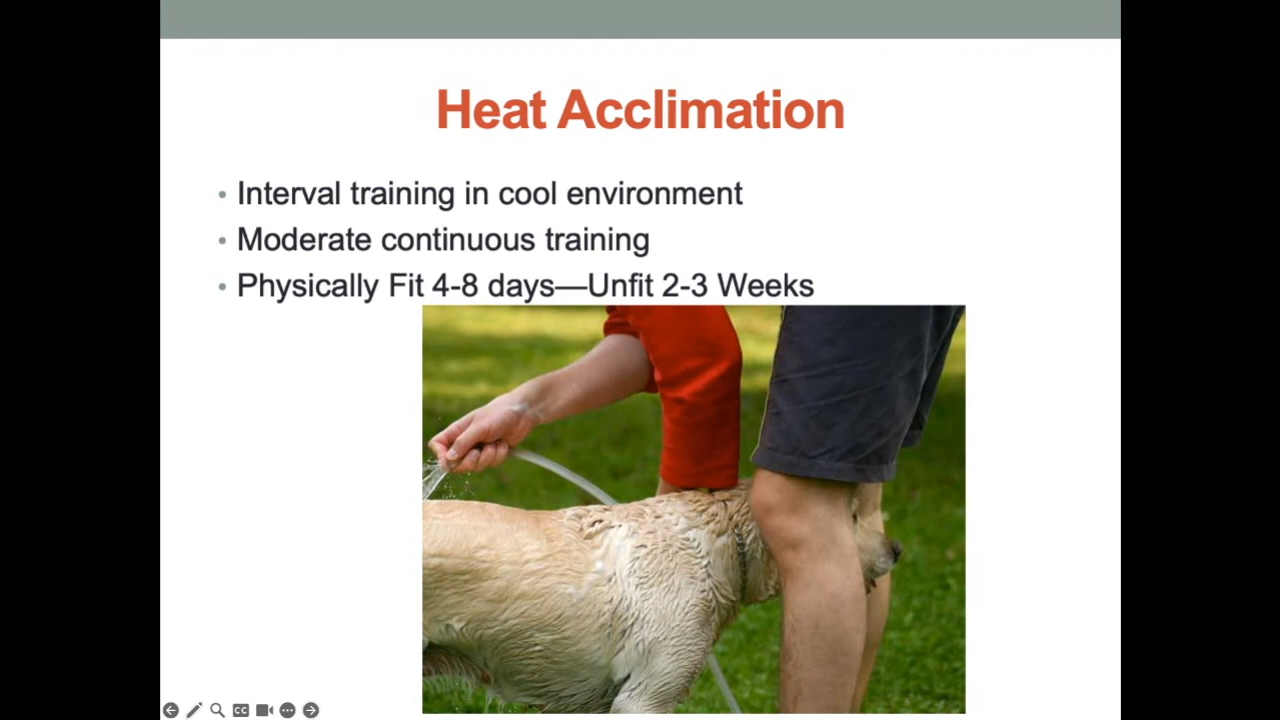 Heat Acclimation
• Interval training in cool environment
• Moderate continuous training
• Physically Fit 4-8 days—Unfit 2-3 Weeks
CC